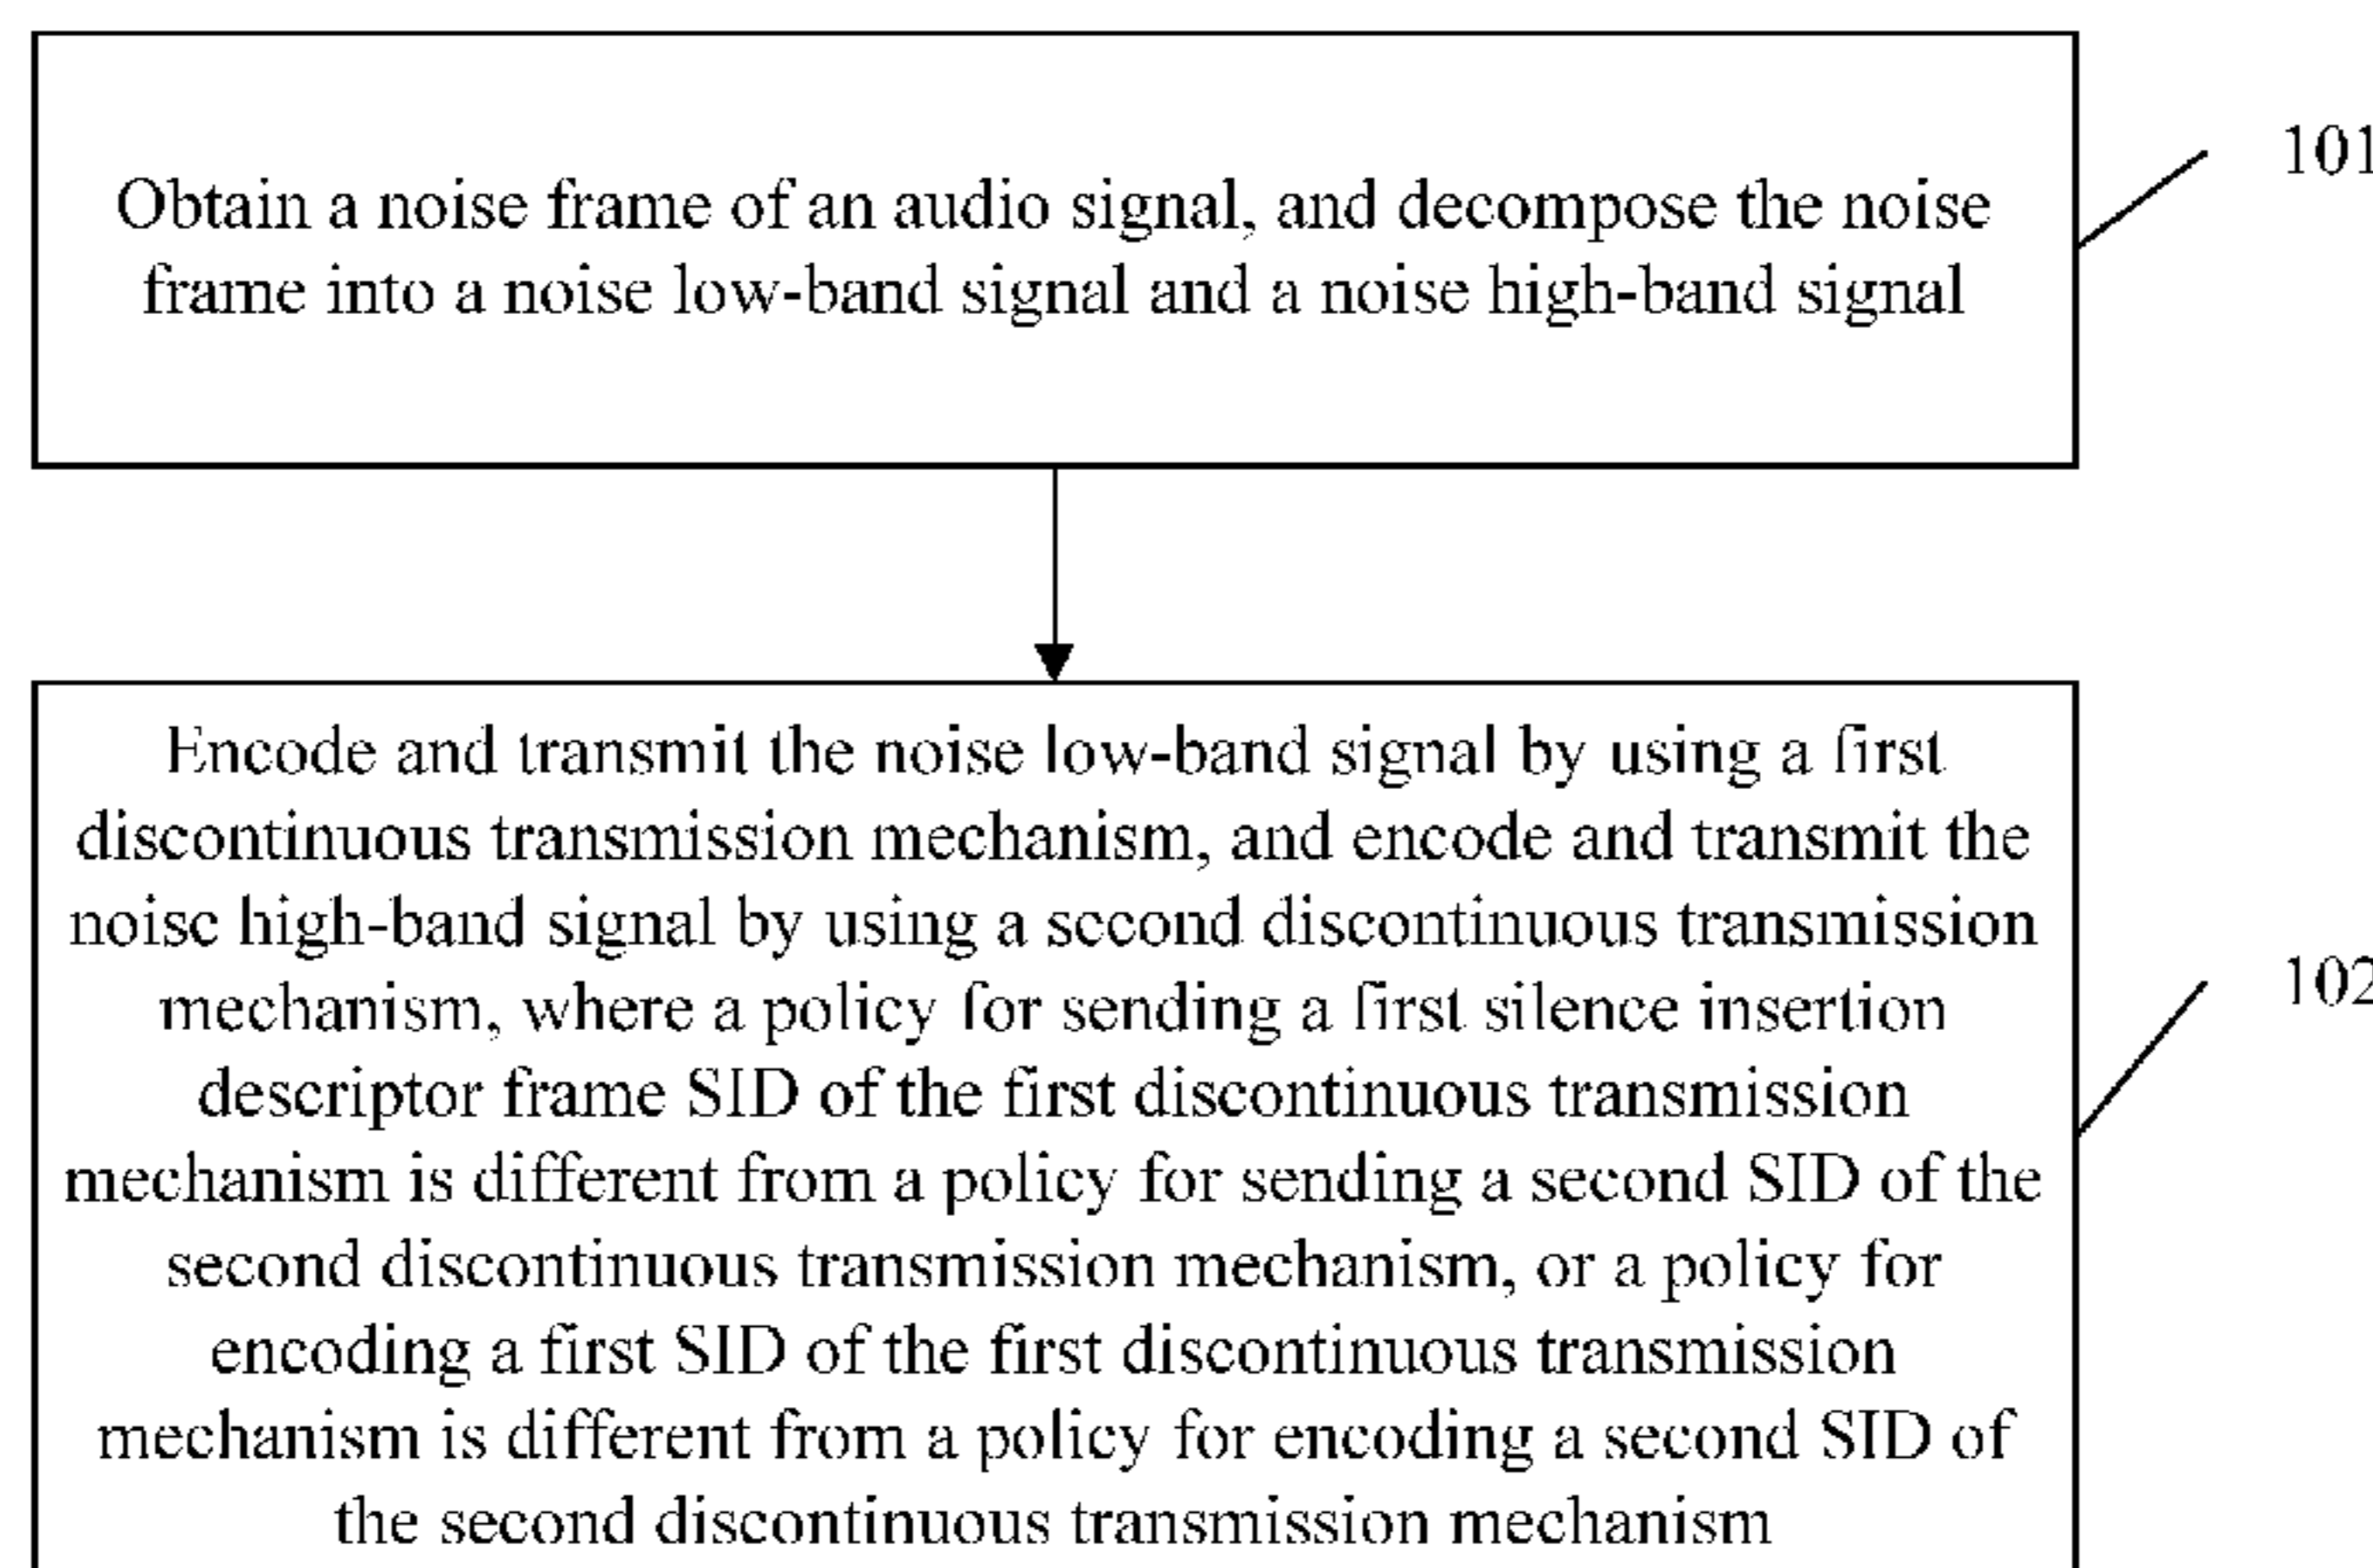 Obtain a noise frame of an audio signal, and decompose the noise
frame into a noise low-band signal and a noise high-band signal
101
Encode and transmit the noise low-band signal by using a first
discontinuous transmission mechanism, and encode and transmit the
noise high-band signal by using a second discontinuous transmission
mechanism, where a policy for sending a first silence insertion
descriptor frame SID of the first discontinuous transmission
mechanism is different from a policy for sending a second SID of the
second discontinuous transmission mechanism, or a policy for
encoding a first SID of the first discontinuous transmission
mechanism is different from a policy for encoding a second SID of
the second discontinuous transmission mechanism
102